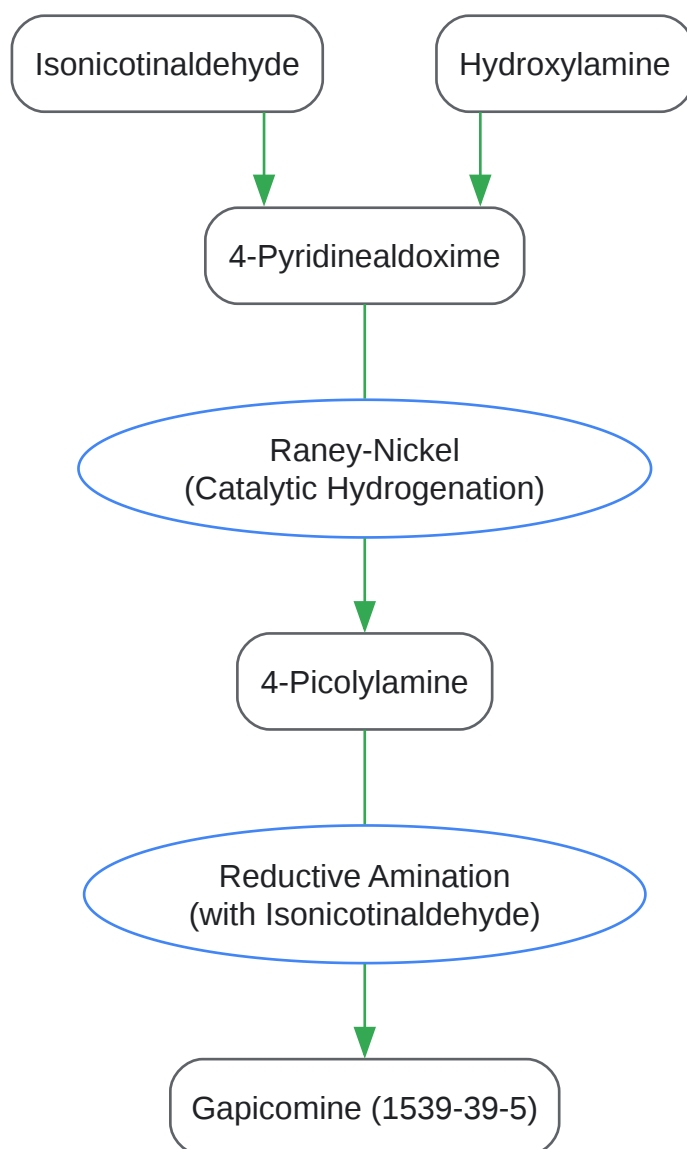 Isonicotinaldehyde
Hydroxylamine
4-Pyridinealdoxime
Raney-Nickel
(Catalytic Hydrogenation)
4-Picolylamine
Reductive Amination
(with Isonicotinaldehyde)
Gapicomine (1539-39-5)